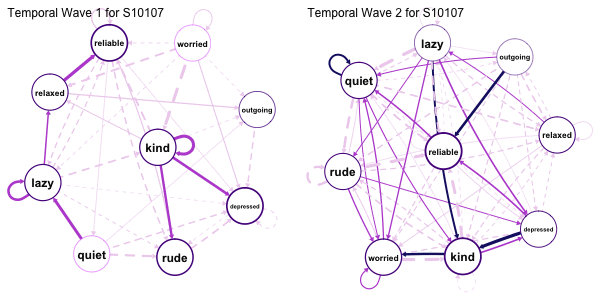 Temporal Wave 1 for S10107
reliable
worried
relaxed
outgoing
kind
lazy
depressed
quiet
rude
Temporal Wave 2 for S10107
lazy
outgoing
quiet
relaxed
reliable
rude
depressed
worried
kind